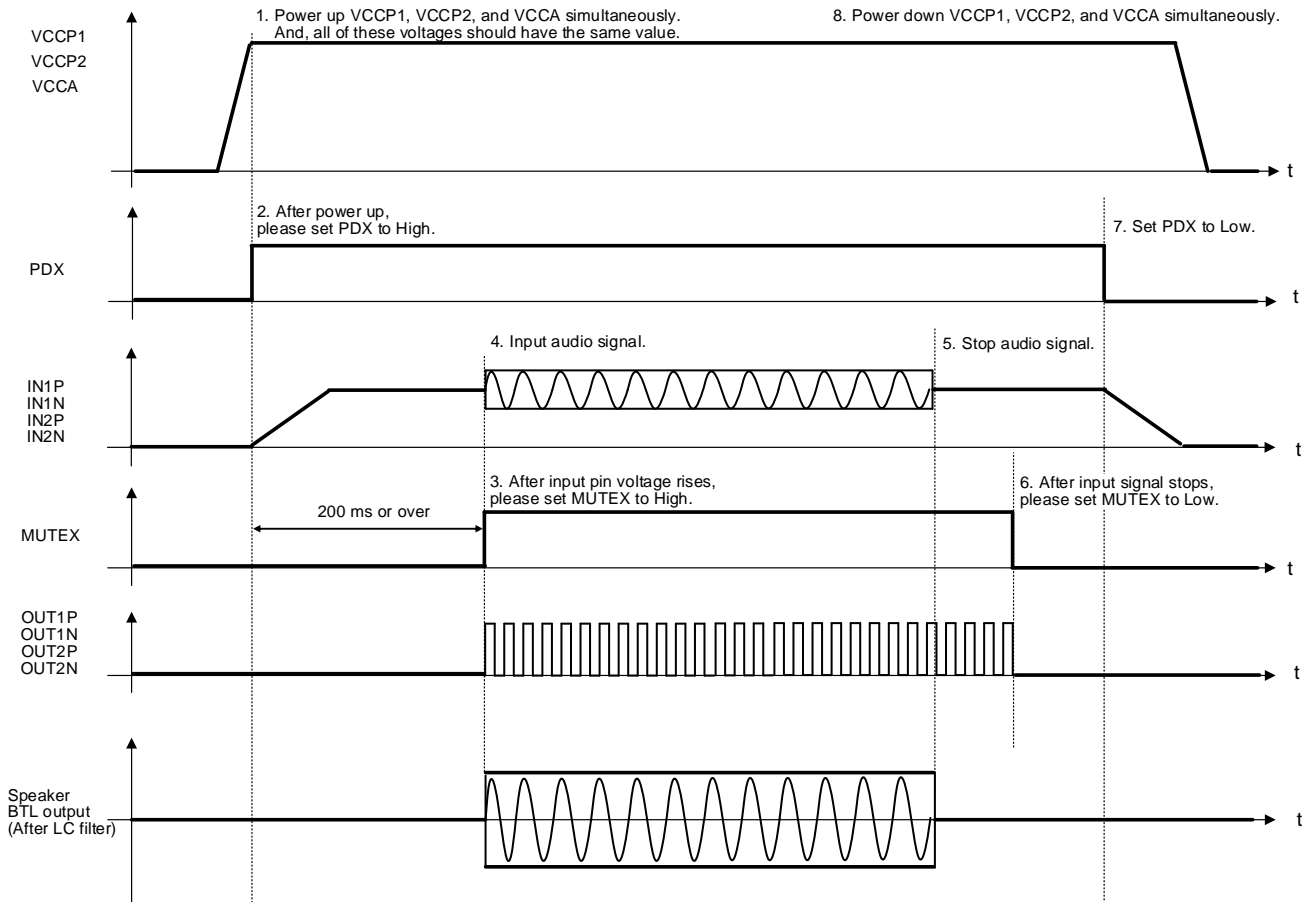 1. Power up VCCP1, VCCP2, and VCCA simultaneously.
And, all of these voltages should have the same value.
8. Power down VCCP1, VCCP2, and VCCA simultaneously.
VCCP1
VCCP2
VCCA
t
2. After power up,
please set PDX to High.
7. Set PDX to Low.
PDX
t
4. Input audio signal.
5. Stop audio signal.
IN1P
IN1N
IN2P
IN2N
t
3. After input pin voltage rises,
please set MUTEX to High.
6. After input signal stops,
please set MUTEX to Low.
200 ms or over
MUTEX
t
OUT1P
OUT1N
OUT2P
OUT2N
t
Speaker
BTL output
(After LC filter)
t